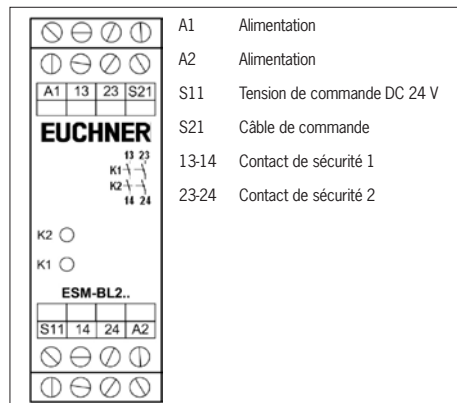 A1 Alimentation
A2 Alimentation
S11 Tension de commande DC 24 V
S21 Câble de commande
13-14 Contact de sécurité 1
23-24 Contact de sécurité 2
A1 13 23 S21
EUCHNER
13 23
K1
K2
14 24
K2
K1
ESM-BL2..
S11 14 24 A2